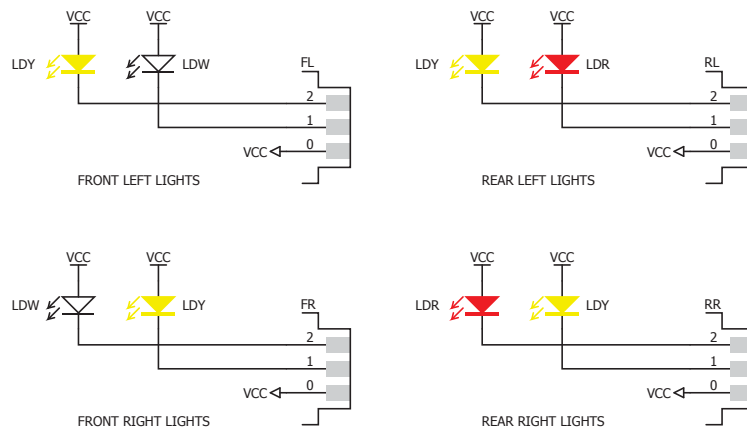 VCC VCC
LDY LDW FL
2
1
VCC 0
FRONT LEFT LIGHTS
VCC VCC
LDY LDR RL
2
1
VCC 0
REAR LEFT LIGHTS
VCC VCC
LDW LDY FR
2
1
VCC 0
FRONT RIGHT LIGHTS
VCC VCC
LDR LDY RR
2
1
VCC 0
REAR RIGHT LIGHTS